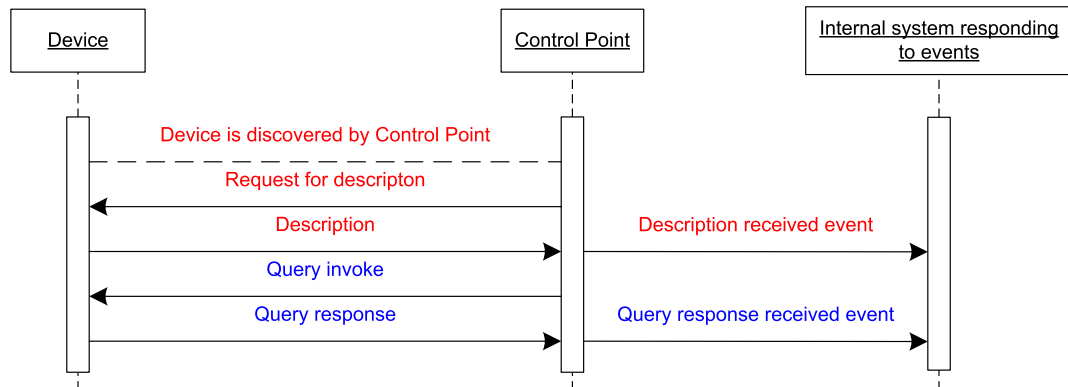 Device
Control Point
Internal system responding
to events
Device is discovered by Control Point
Request for descripton
Description
Description received event
Query invoke
Query response
Query response received event